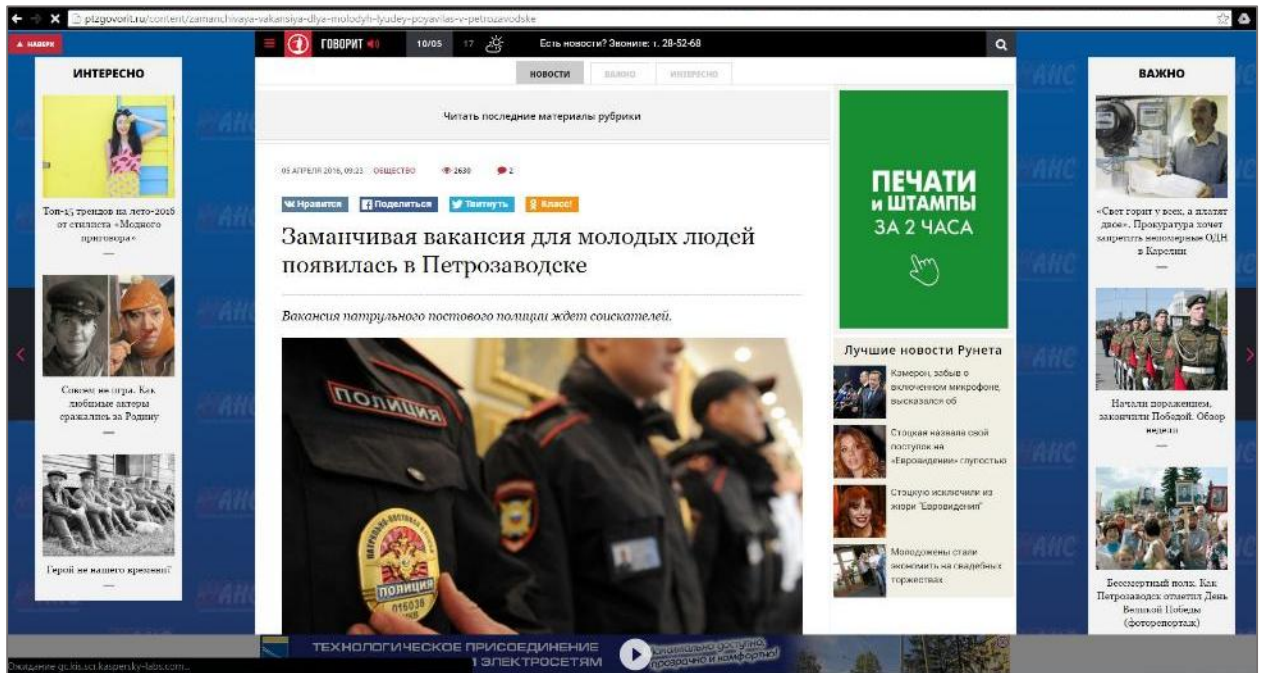 ptzgovorit.ru/content/zamanchivaya-vakansiya-dlya-molodyh-lyudey-poyavilas-v-petrozavodske
НАВЕРХ
ГОВОРИТ
10/05
17
Есть новости? Звоните: т. 28-52-68
НОВОСТИ
ВАЖНО
ИНТЕРЕСНО
ИНТЕРЕСНО
Топ-15 трендов на лето-2016
от стилиста «Модного
приговора»
Совсем не игра. Как
любимые актеры
сражались за Родину
Герой не нашего времени?
Читать последние материалы рубрики
05 АПРЕЛЯ 2016, 09:23
ОБЩЕСТВО
2630
2
Нравится
Поделиться
Твитнуть
Класс!
Заманчивая вакансия для молодых людей
появилась в Петрозаводске
Вакансия патрульного постового полиции ждет соискателей.
ПОЛИЦИЯ
ПОЛИЦИЯ
016038
ПЕЧАТИ
И ШТАМПЫ
ЗА 2 ЧАСА
Лучшие новости Рунета
Кэмерон, забыв о
включенном микрофоне,
высказался об
Стоцкая назвала свой
поступок на
«Евровидении» глупостью
Стоцкую исключили из
жюри "Евровидения"
Молодожены стали
экономить на свадебных
торжествах
ВАЖНО
«Свет горит у всех, а платят
двое». Прокуратура хочет
запретить непомерные ОДН
в Карелии
Начали поражением,
закончили Победой. Обзор
недели
Бессмертный полк. Как
Петрозаводск отметил День
Великой Победы
(фоторепортаж)
ТЕХНОЛОГИЧЕСКОЕ ПРИСОЕДИНЕНИЕ
ЭЛЕКТРОСЕТЯМ
прозрачно и комфортно!
Ожидание gc.kis.scr.kaspersky-labs.com...